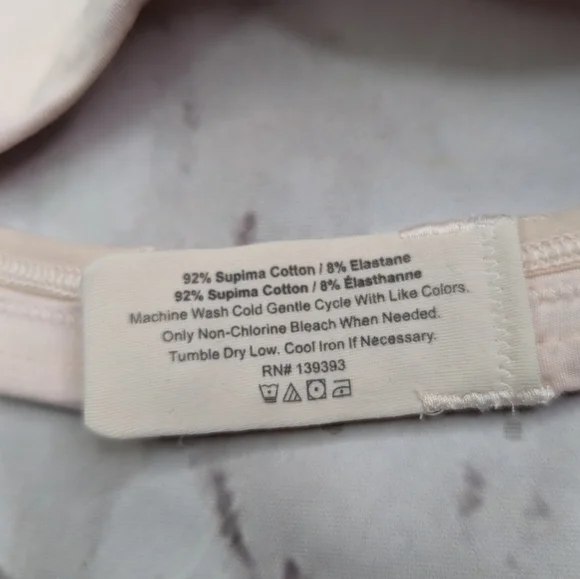 92% Supima Cotton / 8% Elastane
92% Supima Cotton / 8% Élasthanne
Machine Wash Cold Gentle Cycle With Like Colors.
Only Non-Chlorine Bleach When Needed.
Tumble Dry Low. Cool Iron If Necessary.
RN# 139393